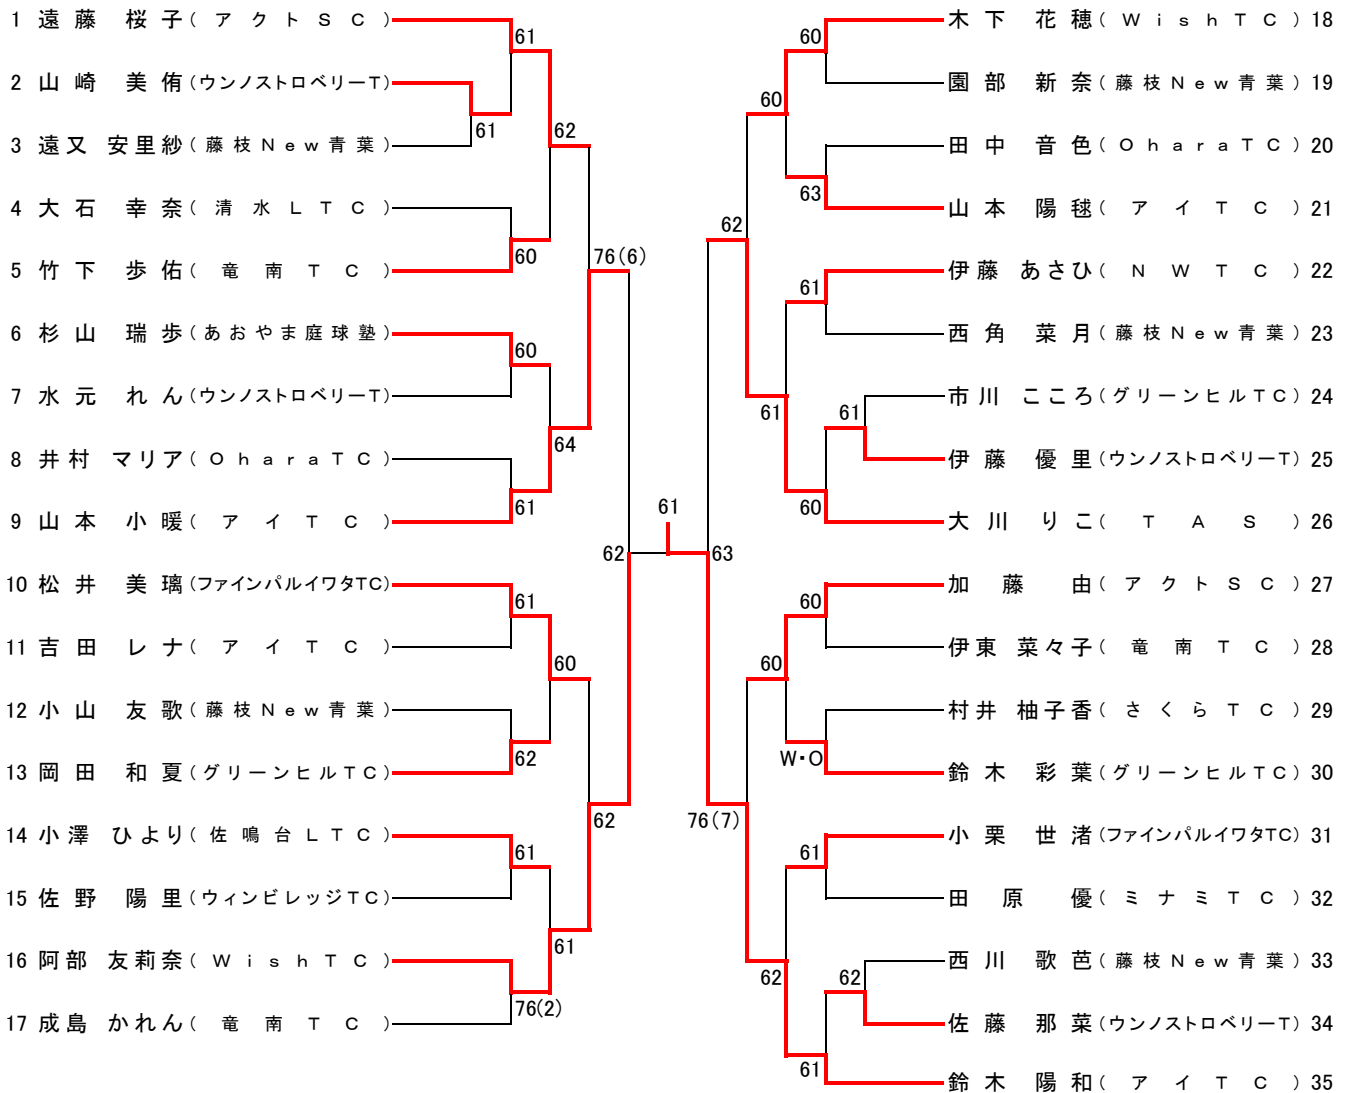 1 遠藤 桜子(アクトSC)
61
2 山崎 美侑(ウンノストロベリーT)
61
3 遠又 安里紗(藤枝New青葉)
62
4 大石 幸奈(清水LTC)
60
5 竹下 歩佑(竜南TC)
76(6)
6 杉山 瑞歩(あおやま庭球塾)
60
7 水元 れん(ウンノストロベリーT)
64
8 井村 マリア(OharaTC)
61
9 山本 小暖(アイTC)
62
10 松井 美璃(ファインパルイワタTC)
61
11 吉田 レナ(アイTC)
60
12 小山 友歌(藤枝New青葉)
62
13 岡田 和夏(グリーンヒルTC)
62
14 小澤 ひより(佐鳴台LTC)
61
15 佐野 陽里(ウィンビレッジTC)
61
16 阿部 友莉奈(WishTC)
76(2)
17 成島 かれん(竜南TC)
61
木下 花穂(WishTC) 18
60
園部 新奈(藤枝New青葉) 19
60
田中 音色(OharaTC) 20
63
山本 陽毬(アイTC) 21
62
伊藤 あさひ(NWTC) 22
61
西角 菜月(藤枝New青葉) 23
市川 こころ(グリーンヒルTC) 24
61
61
伊藤 優里(ウンノストロベリーT) 25
60
大川 りこ(TAS) 26
63
加藤 由(アクトSC) 27
60
伊東 菜々子(竜南TC) 28
60
村井 柚子香(さくらTC) 29
W・O
鈴木 彩葉(グリーンヒルTC) 30
76(7)
小栗 世渚(ファインパルイワタTC) 31
61
田原 優(ミナミTC) 32
西川 歌芭(藤枝New青葉) 33
62
62
佐藤 那菜(ウンノストロベリーT) 34
61
鈴木 陽和(アイTC) 35